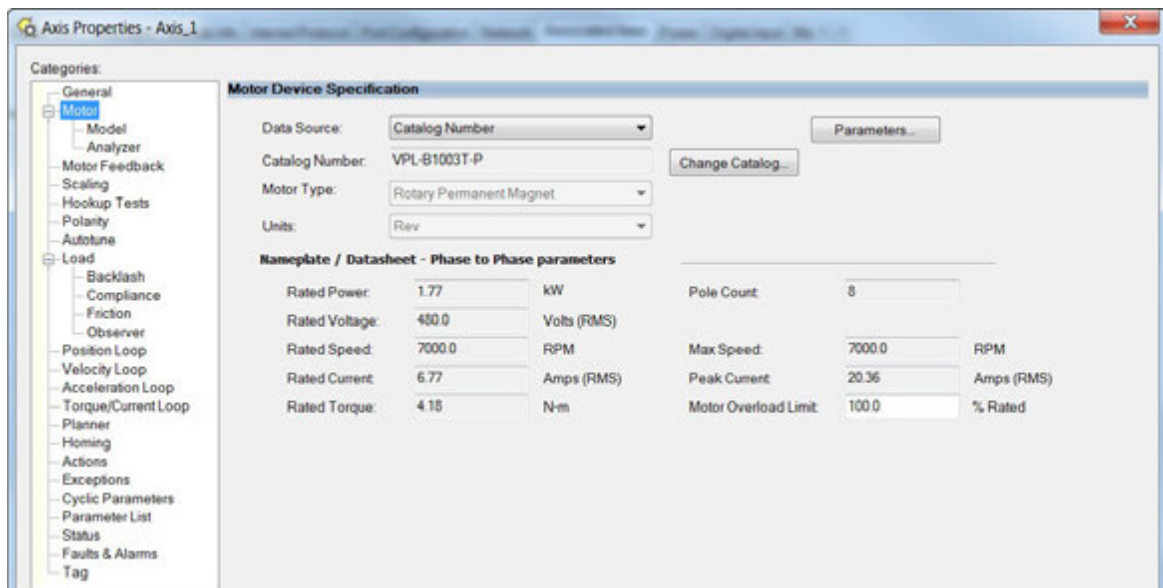 Axis Properties - Axis_1
X
Categories:
General
Motor
Model
Analyzer
Motor Feedback
Scaling
Hookup Tests
Polarity
Autotune
Load
Backlash
Compliance
Friction
Observer
Position Loop
Velocity Loop
Acceleration Loop
Torque/Current Loop
Planner
Homing
Actions
Exceptions
Cyclic Parameters
Parameter List
Status
Faults & Alarms
Tag
Motor Device Specification
Data Source: Catalog Number Parameters...
Catalog Number: VPL-B1003T-P Change Catalog...
Motor Type: Rotary Permanent Magnet
Units: Rev
Nameplate / Datasheet - Phase to Phase parameters
Rated Power: 1.77 kW Pole Count: 8
Rated Voltage: 480.0 Volts (RMS)
Rated Speed: 7000.0 RPM Max Speed: 7000.0 RPM
Rated Current: 6.77 Amps (RMS) Peak Current: 20.36 Amps (RMS)
Rated Torque: 4.18 N-m Motor Overload Limit: 100.0 % Rated